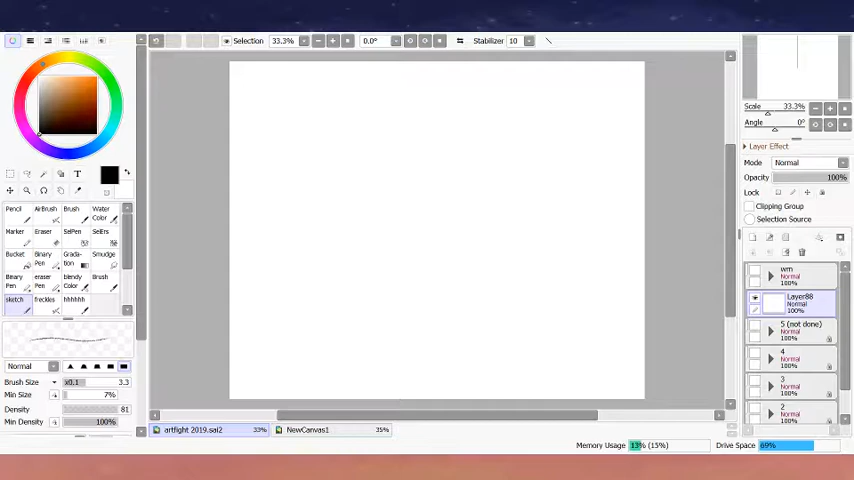 Selection 33.3% 0.0° Stabilizer 10
T
Pencil AirBrush Brush Water Color
Marker Eraser SelPen SelErs
Bucket Binary Pen Grada-tion Smudge
Binary Pen eraser Pen blendy Color Brush
sketch freckles hhhhhh
Normal
Brush Size x0.1 3.3
Min Size 7%
Density 81
Min Density 100%
artfight 2019.sai2 33% NewCanvas1 35%
Memory Usage 13% (15%) Drive Space 69%
Scale 33.3%
Angle 0°
Layer Effect
Mode Normal
Opacity 100%
Lock
Clipping Group
Selection Source
wm
Normal
100%
Layer88
Normal
100%
5 (not done)
Normal
100%
4
Normal
100%
3
Normal
100%
2
Normal
100%